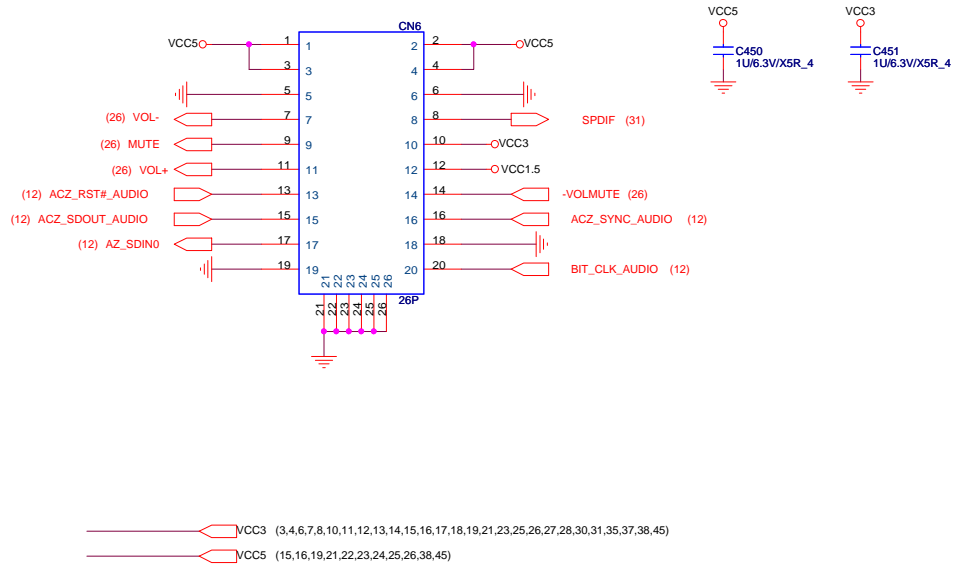 CN6
VCC5 1 1 2 2 VCC5
3 3 4 4
5 5 6 6
(26) VOL- 7 7 8 8 SPDIF (31)
(26) MUTE 9 9 10 10 VCC3
(26) VOL+ 11 11 12 12 VCC1.5
(12) ACZ_RST#_AUDIO 13 13 14 14 -VOLMUTE (26)
(12) ACZ_SDOUT_AUDIO 15 15 16 16 ACZ_SYNC_AUDIO (12)
(12) AZ_SDIN0 17 17 18 18
19 19 20 20 BIT_CLK_AUDIO (12)
21 22 23 24 25 26
26P
21 22 23 24 25 26
VCC5
C450
1U/6.3V/X5R_4
VCC3
C451
1U/6.3V/X5R_4
VCC3 (3,4,6,7,8,10,11,12,13,14,15,16,17,18,19,21,23,25,26,27,28,30,31,35,37,38,45)
VCC5 (15,16,19,21,22,23,24,25,26,38,45)